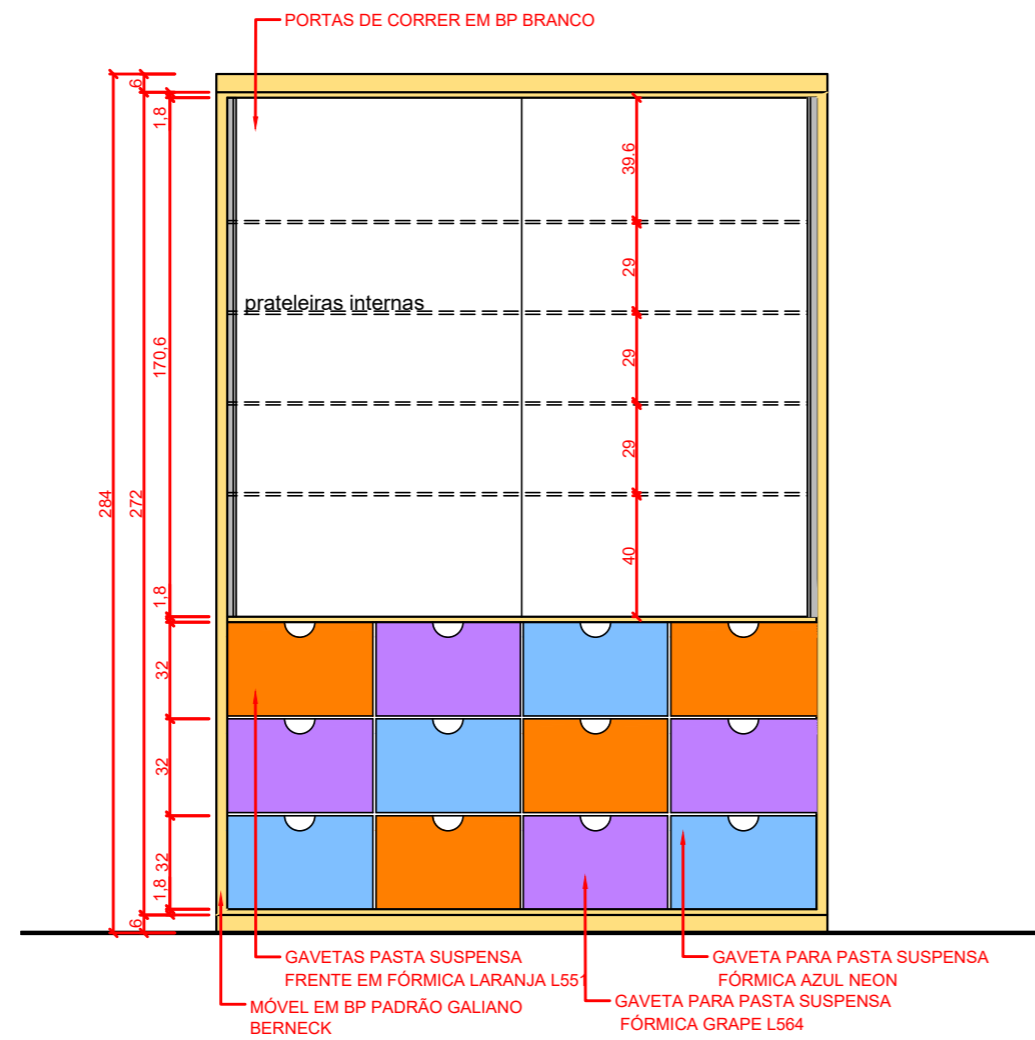 PORTAS DE CORRER EM BP BRANCO
6
1,8
39.6
29
prateleiras internas
170,6
29
29
284
272
40
1,8
32
32
32
1,8
6
GAVETAS PASTA SUSPENSA
FRENTE EM FÓRMICA LARANJA L551
GAVETA PARA PASTA SUSPENSA
FÓRMICA AZUL NEON
MÓVEL EM BP PADRÃO GALIANO
BERNECK
GAVETA PARA PASTA SUSPENSA
FÓRMICA GRAPE L564